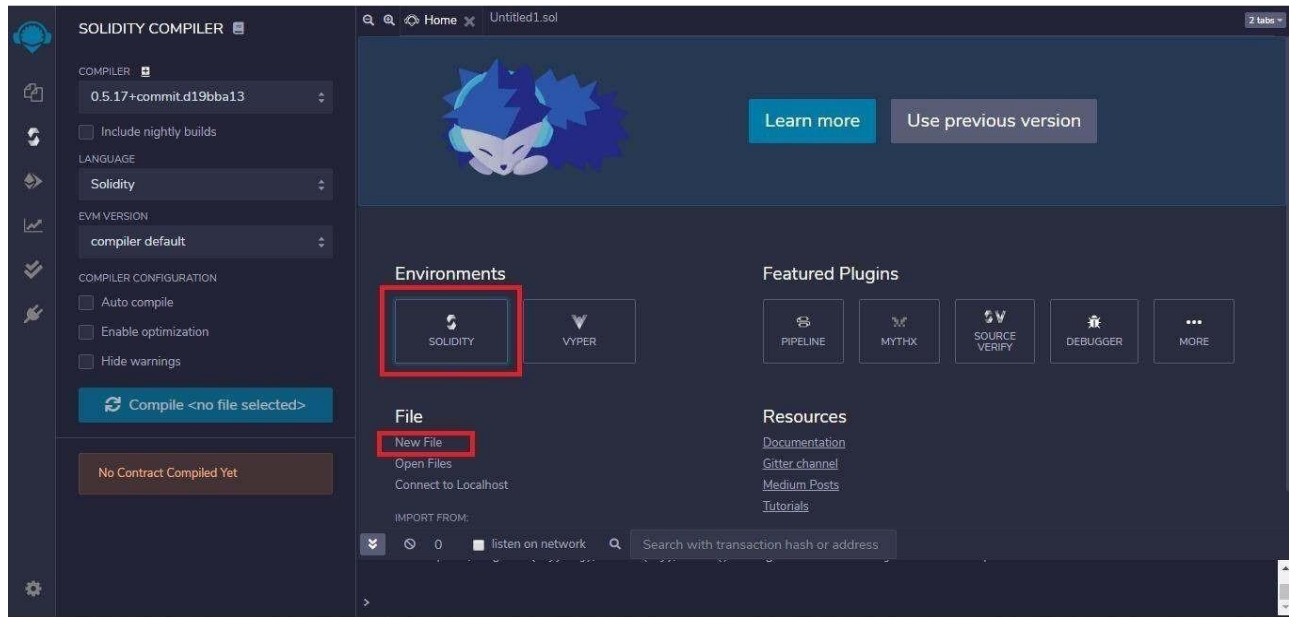 SOLIDITY COMPILER
COMPILER
0.5.17+commit.d19bba13
Include nightly builds
LANGUAGE
Solidity
EVM VERSION
compiler default
COMPILER CONFIGURATION
Auto compile
Enable optimization
Hide warnings
Compile <no file selected>
No Contract Compiled Yet
Home Untitled1.sol
2 tabs
Learn more Use previous version
Environments
SOLIDITY VYPER
Featured Plugins
PIPELINE MYTHX SOURCE VERIFY DEBUGGER MORE
File
New File
Open Files
Connect to Localhost
IMPORT FROM:
Resources
Documentation
Gitter channel
Medium Posts
Tutorials
0 listen on network Search with transaction hash or address
>